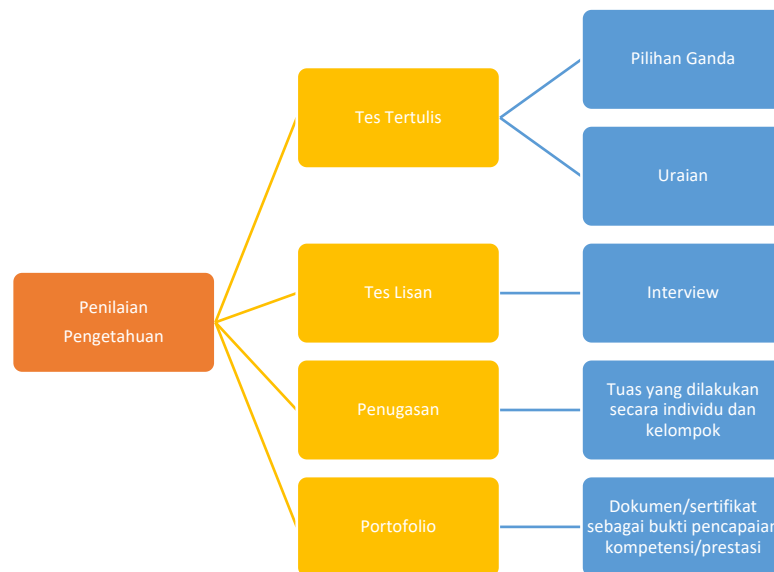 Pilihan Ganda
Tes Tertulis
Uraian
Penilaian
Pengetahuan
Tes Lisan
Interview
Penugasan
Tuas yang dilakukan
secara individu dan
kelompok
Portofolio
Dokumen/sertifikat
sebagai bukti pencapaian
kompetensi/prestasi